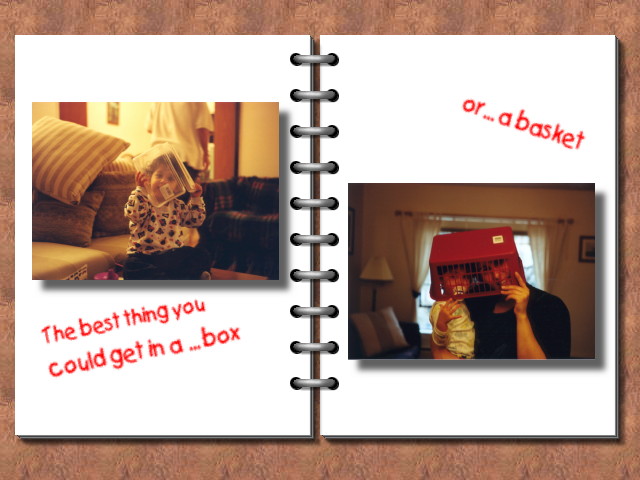 The best thing you
could get in a ...box
or... a basket